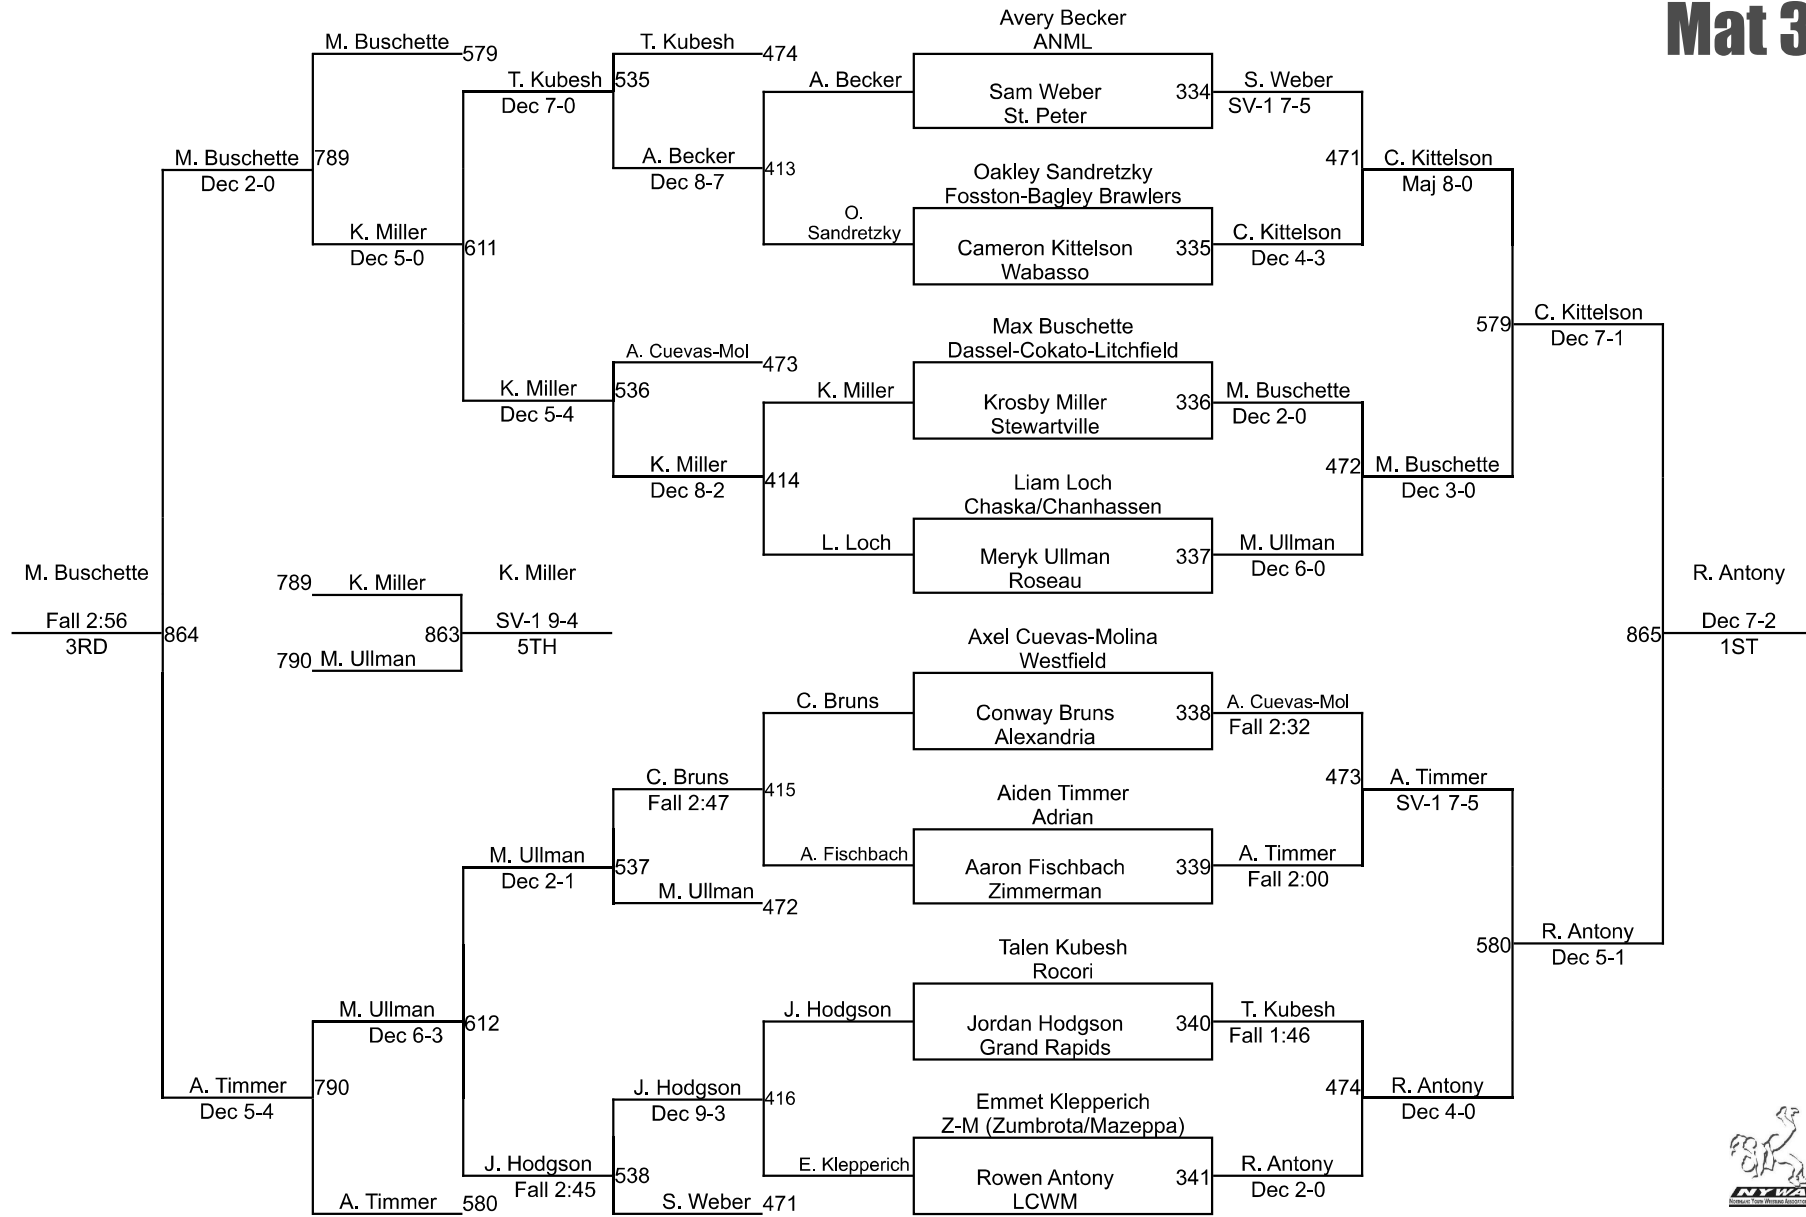 Mat 3
Avery Becker
ANML
Sam Weber
St. Peter
334
Oakley Sandretzky
Fosston-Bagley Brawlers
Cameron Kittelson
Wabasso
335
Max Buschette
Dassel-Cokato-Litchfield
Krosby Miller
Stewartville
336
Liam Loch
Chaska/Chanhassen
Meryk Ullman
Roseau
337
Axel Cuevas-Molina
Westfield
Conway Bruns
Alexandria
338
Aiden Timmer
Adrian
Aaron Fischbach
Zimmerman
339
Talen Kubesh
Rocori
Jordan Hodgson
Grand Rapids
340
Emmet Klepperich
Z-M (Zumbrota/Mazeppa)
Rowen Antony
LCWM
341
S. Weber
SV-1 7-5
C. Kittelson
Dec 4-3
M. Buschette
Dec 2-0
M. Ullman
Dec 6-0
A. Cuevas-Mol
Fall 2:32
A. Timmer
Fall 2:00
T. Kubesh
Fall 1:46
R. Antony
Dec 2-0
471
C. Kittelson
Maj 8-0
472
M. Buschette
Dec 3-0
473
A. Timmer
SV-1 7-5
474
R. Antony
Dec 4-0
579
C. Kittelson
Dec 7-1
580
R. Antony
Dec 5-1
R. Antony
865
Dec 7-2
1ST
A. Becker
O.
Sandretzky
K. Miller
L. Loch
C. Bruns
A. Fischbach
J. Hodgson
E. Klepperich
T. Kubesh
474
A. Becker
413
Dec 8-7
A. Cuevas-Mol
473
K. Miller
414
Dec 8-2
C. Bruns
415
Fall 2:47
M. Ullman
472
J. Hodgson
416
Dec 9-3
S. Weber
471
T. Kubesh
535
Dec 7-0
K. Miller
536
Dec 5-4
M. Ullman
537
Dec 2-1
J. Hodgson
538
Fall 2:45
M. Buschette
579
K. Miller
611
Dec 5-0
M. Ullman
612
Dec 6-3
A. Timmer
580
M. Buschette
789
Dec 2-0
A. Timmer
790
Dec 5-4
M. Buschette
Fall 2:56
864
3RD
789
K. Miller
790
M. Ullman
863
K. Miller
SV-1 9-4
5TH
NYWA